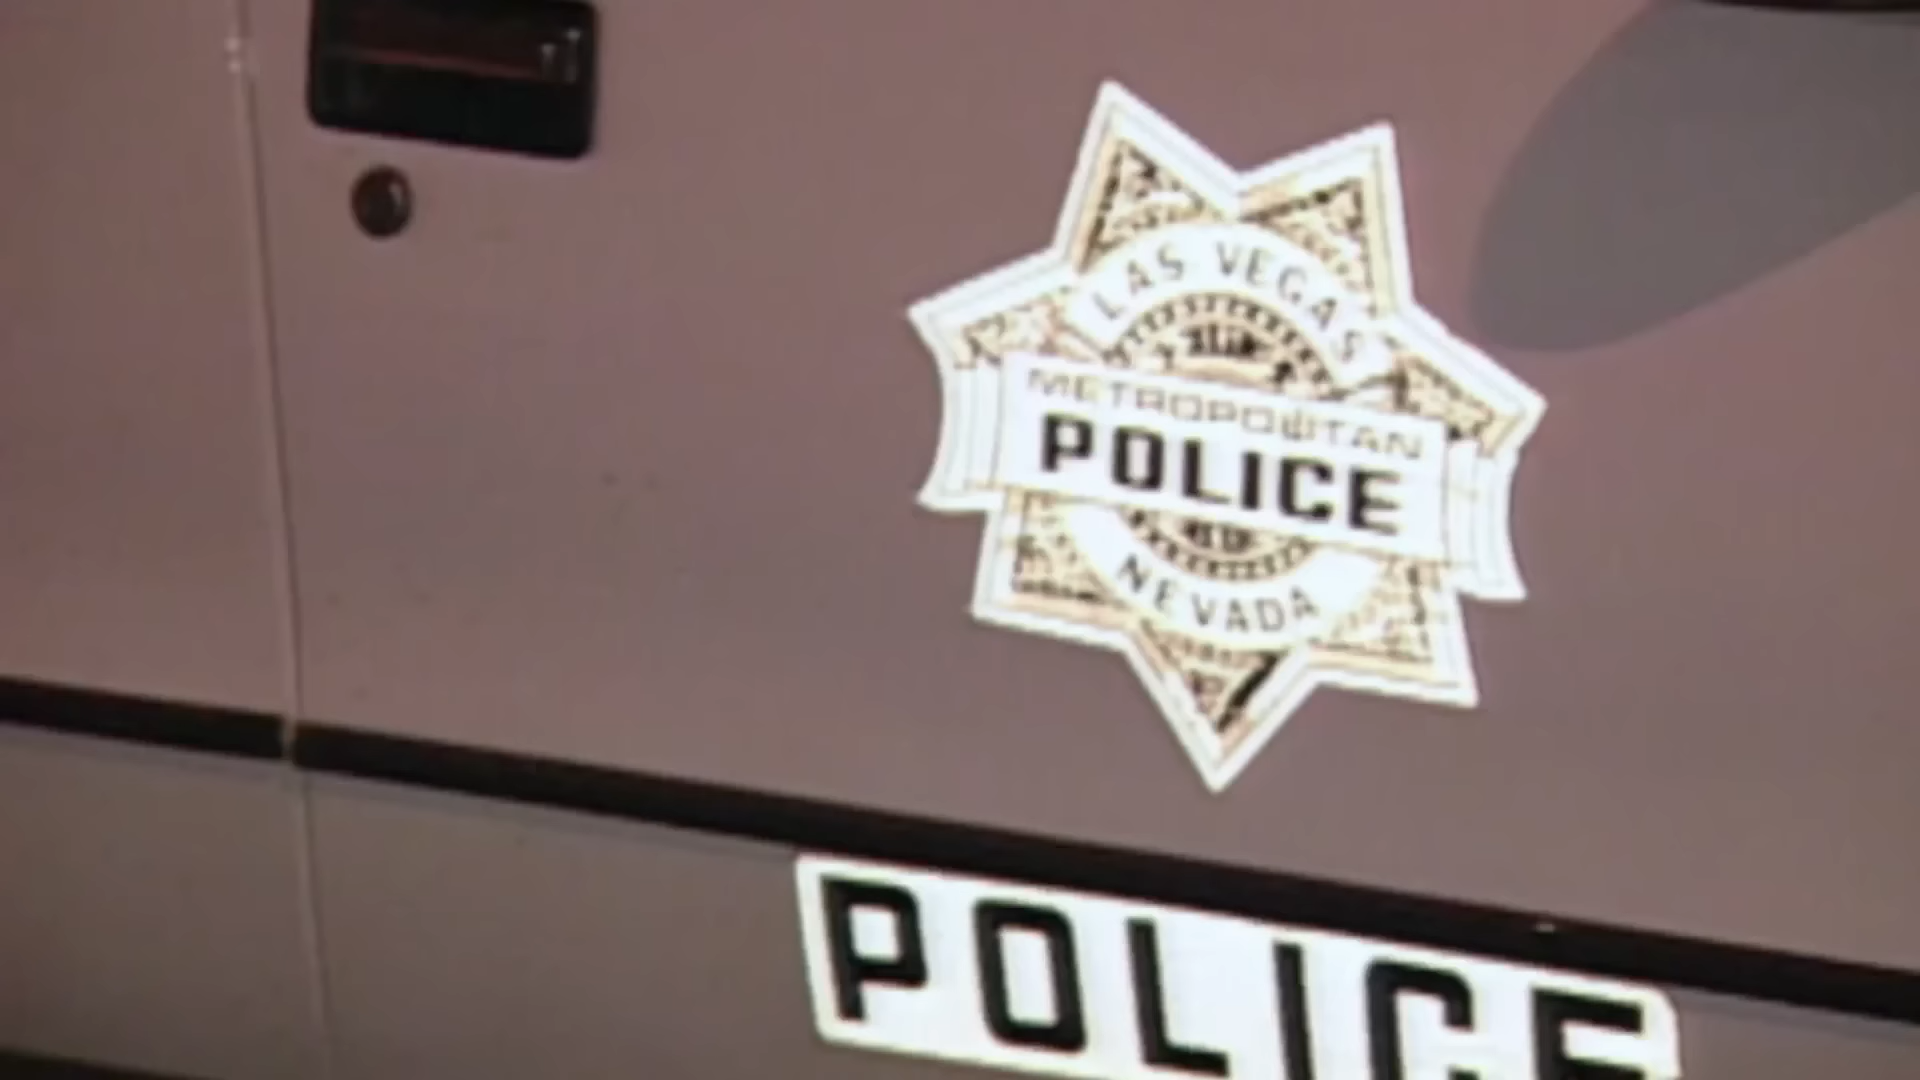 LAS VEGAS
METROPOLITAN
POLICE
NEVADA
POLICE